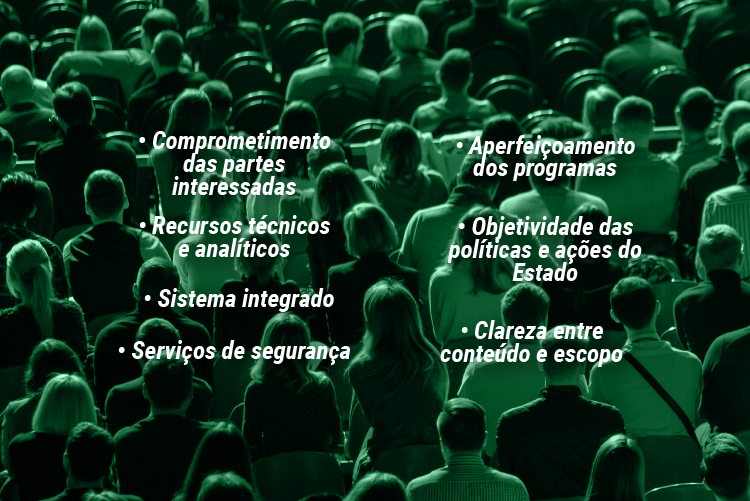 • Comprometimento
das partes
interessadas
• Recursos técnicos
e analíticos
• Sistema integrado
• Serviços de segurança
• Aperfeiçoamento
dos programas
• Objetividade das
políticas e ações do
Estado
• Clareza entre
conteúdo e escopo